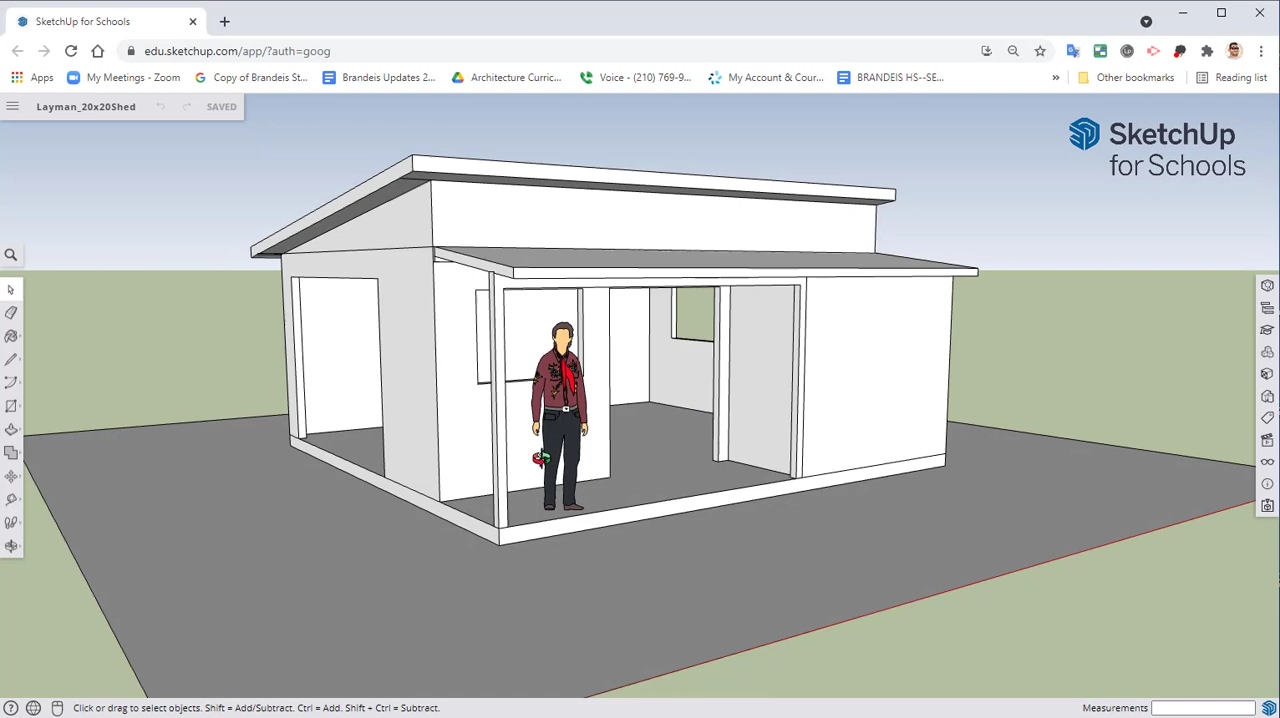 SketchUp for Schools
edu.sketchup.com/app/?auth=goog
Apps
My Meetings - Zoom
Copy of Brandeis St...
Brandeis Updates 2...
Architecture Curric...
Voice - (210) 769-9...
My Account & Cour...
BRANDEIS HS--SE...
»
Other bookmarks
Reading list
Layman_20x20Shed
SAVED
SketchUp
for Schools
Click or drag to select objects. Shift = Add/Subtract. Ctrl = Add. Shift + Ctrl = Subtract.
Measurements